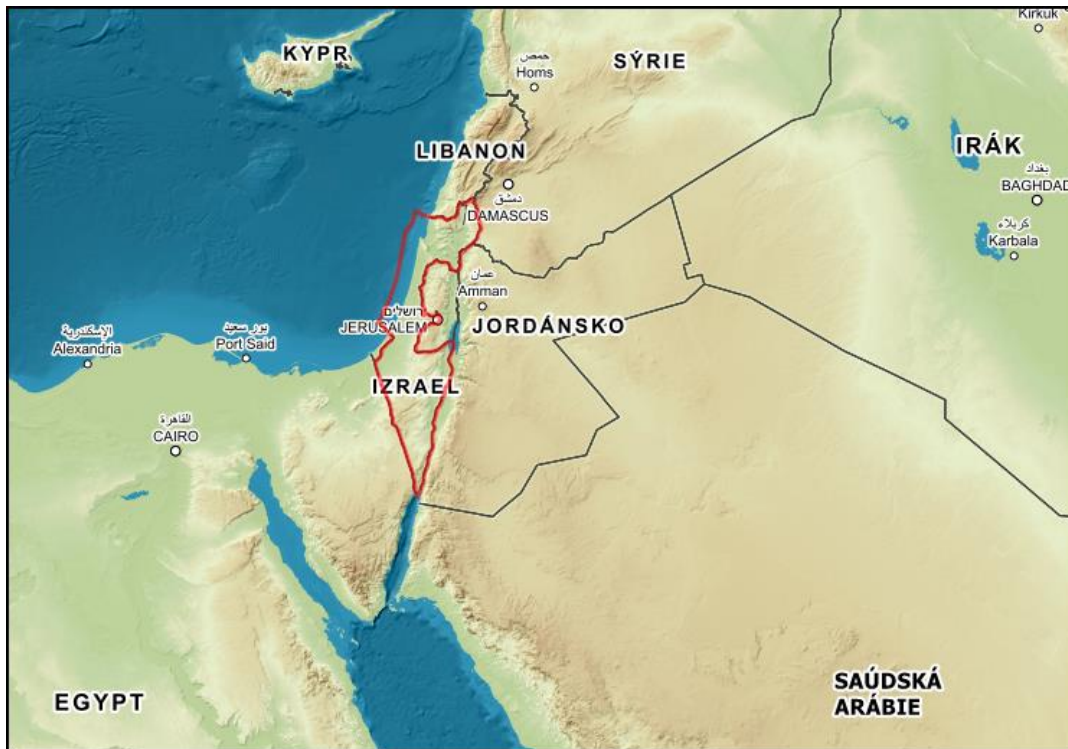 Kirkuk
KYPR
حمص
Homs
SÝRIE
LIBANON
IRÁK
بغداد
BAGHDAD
دمشق
DAMASCUS
كربلاء
Karbala
عمان
Amman
ירושלים
JERUSALEM
JORDÁNSKO
الإسكندرية
Alexandria
بور سعيد
Port Said
IZRAEL
القاهرة
CAIRO
EGYPT
SAÚDSKÁ
ARÁBIE